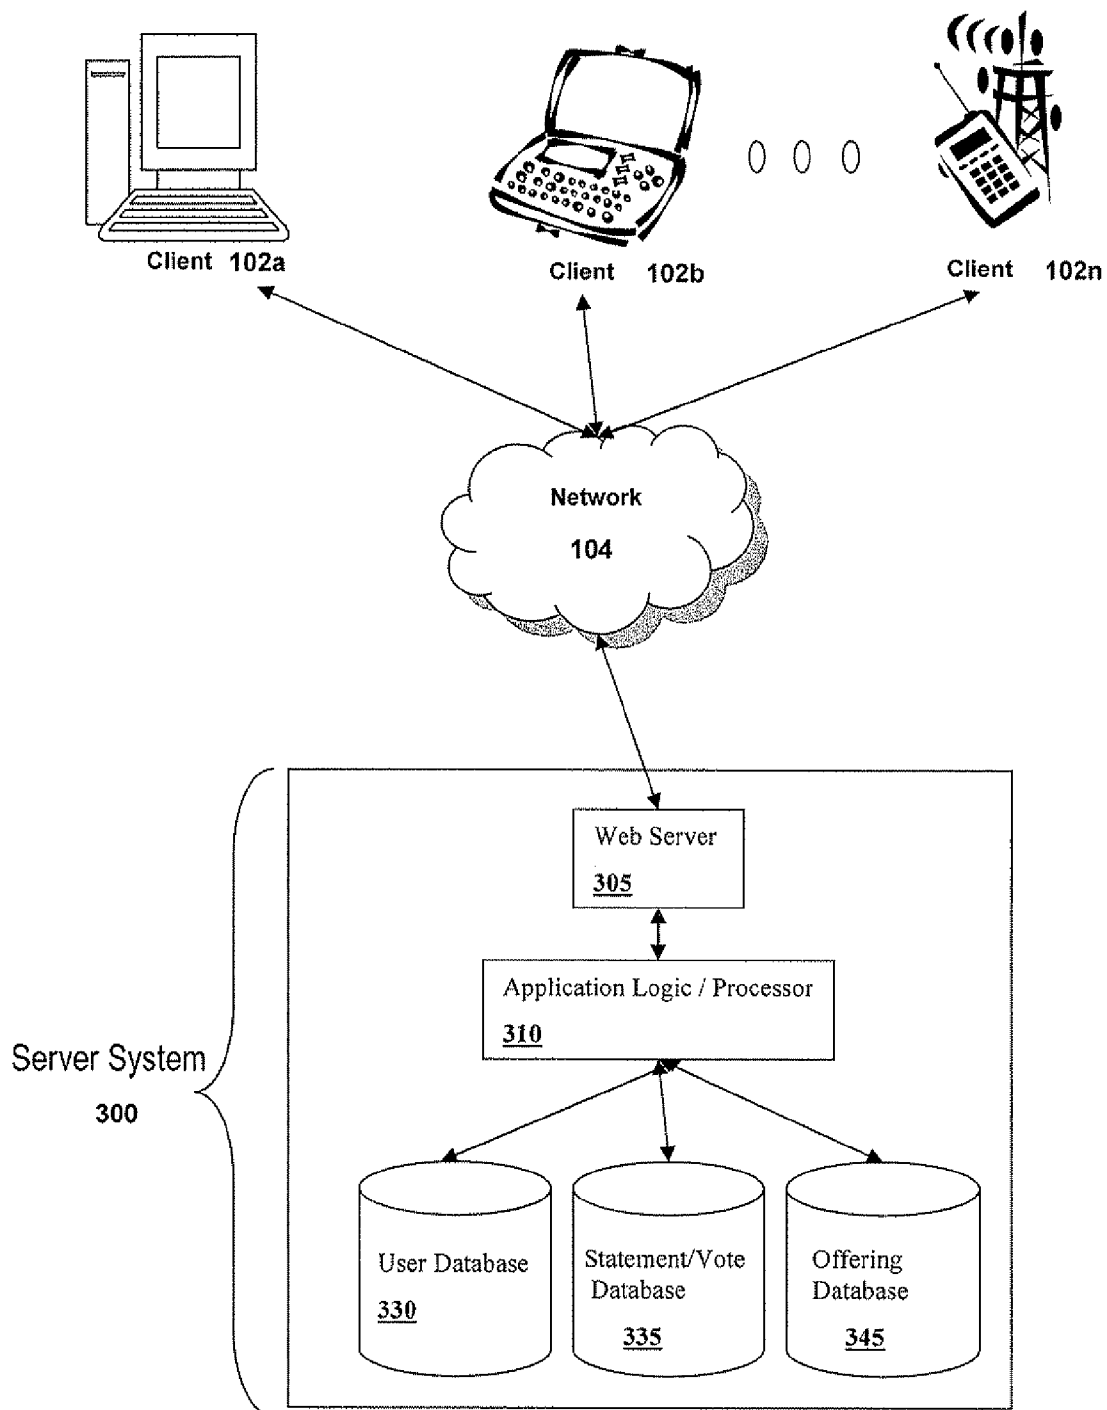 Client 102a
Client 102b
Client 102n
Network
104
Web Server
305
Application Logic / Processor
310
Server System
300
User Database
330
Statement/Vote
Database
335
Offering
Database
345